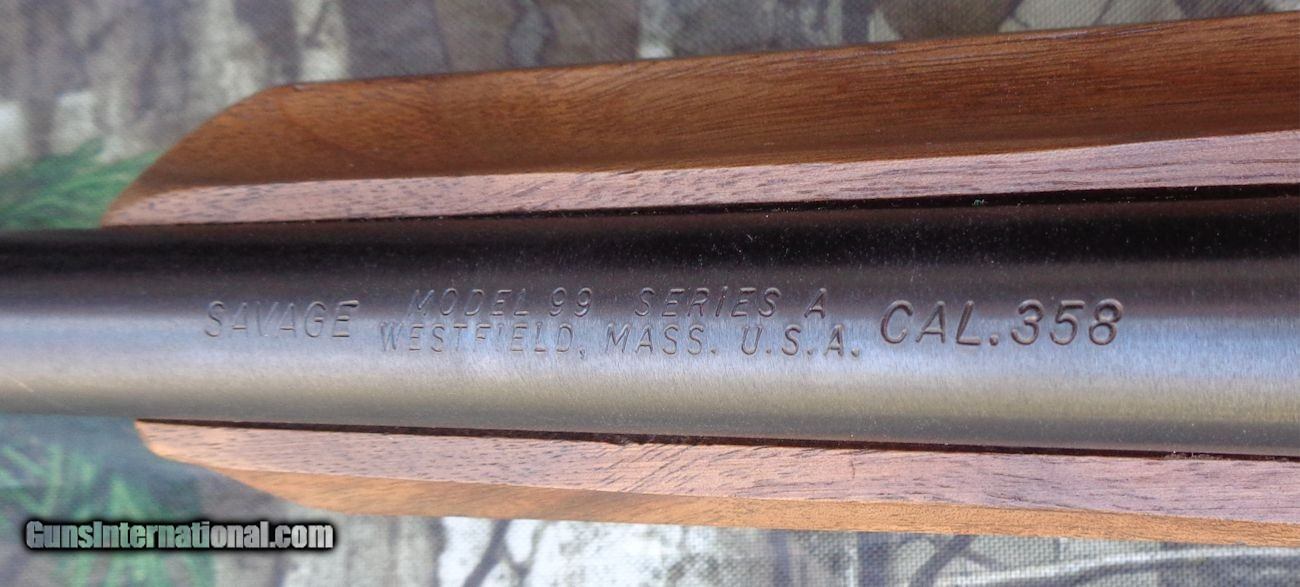 SAVAGE MODEL 99 SERIES A
WESTFIELD, MASS. U.S.A.
CAL.358
GunsInternational.com